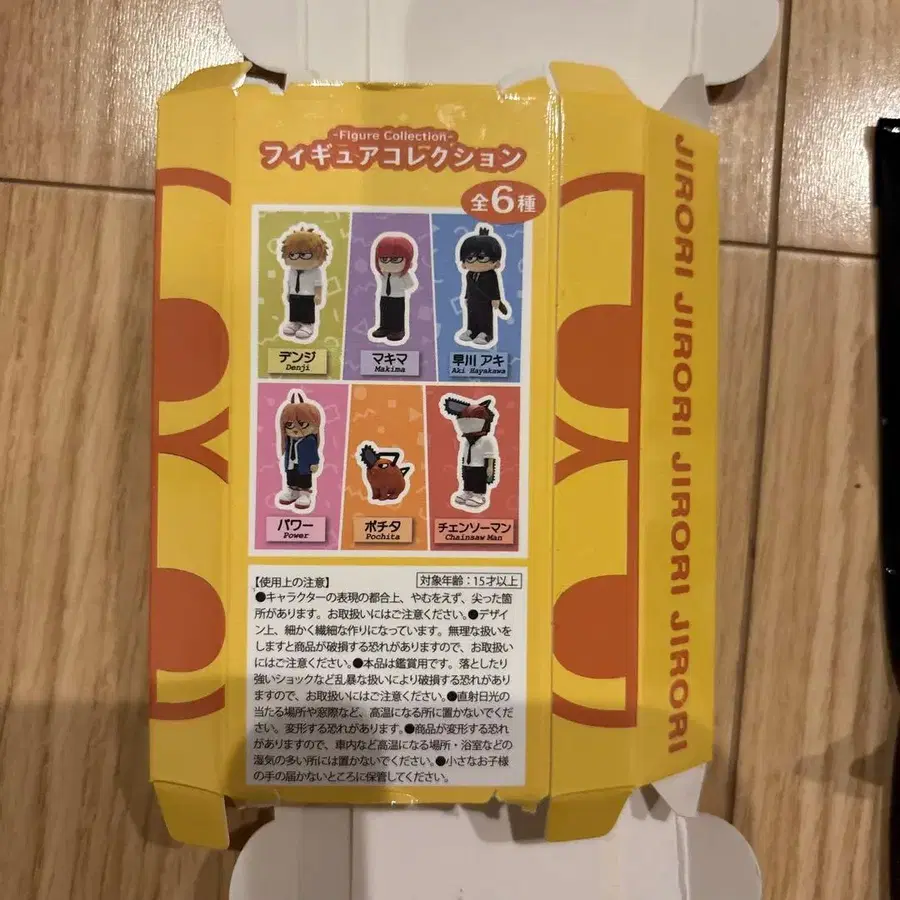 -Figure Collection-
フィギュアコレクション
全6種
デンジ
Denji
マキマ
Makima
早川 アキ
Aki Hayakawa
パワー
Power
ポチタ
Pochita
チェンソーマン
Chainsaw Man
【使用上の注意】 対象年齢：15才以上
●キャラクターの表現の都合上、やむをえず、尖った箇
所があります。お取扱いにはご注意ください。●デザイ
ン上、細かく繊細な作りになっています。無理な扱いを
しますと商品が破損する恐れがありますので、お取扱い
にはご注意ください。●本品は鑑賞用です。落としたり
強いショックなど乱暴な扱いにより破損する恐れがあり
ますので、お取扱いにはご注意ください。●直射日光の
当たる場所や窓際など、高温になる所に置かないでくだ
さい。変形する恐れがあります。●商品が変形する恐れ
がありますので、車内など高温になる場所・浴室などの
湿気の多い所には置かないでください。●小さなお子様
の手の届かないところに保管してください。
JIRORI JIRORI JIRORI JIRORI